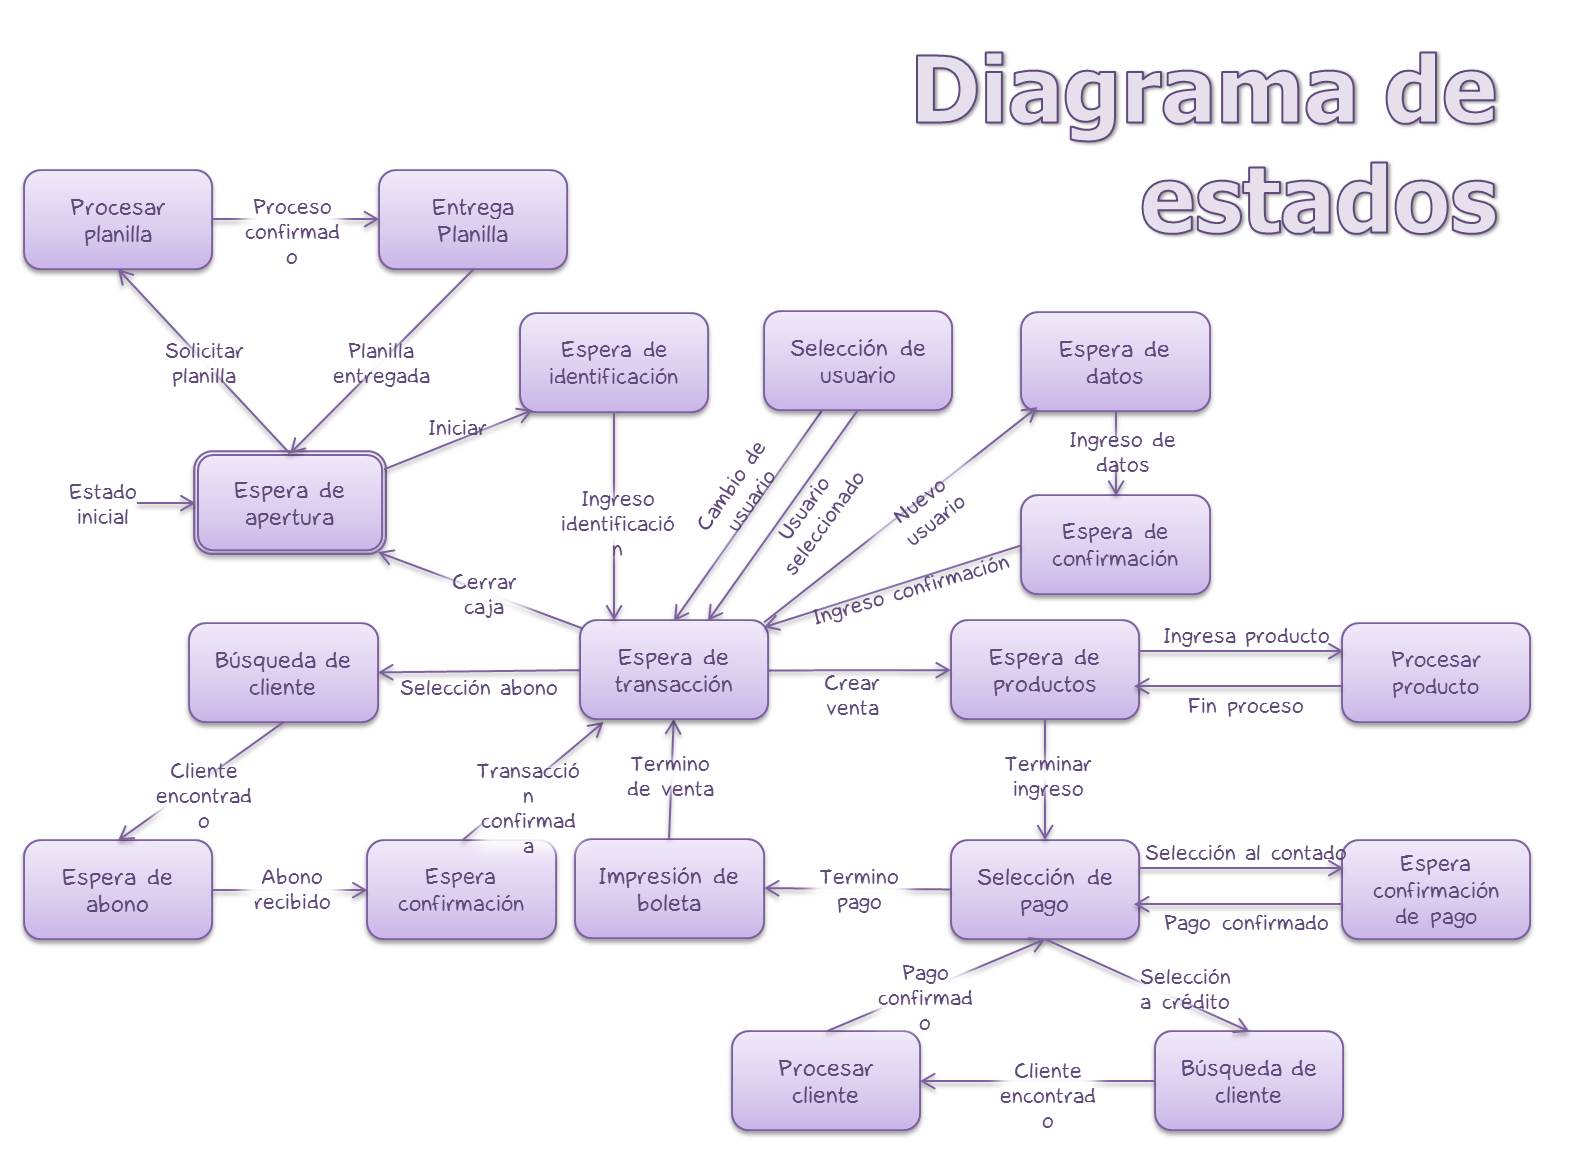 Diagrama de
estados
Procesar
planilla
Proceso
confirmad
o
Entrega
Planilla
Solicitar
planilla
Planilla
entregada
Espera de
identificación
Selección de
usuario
Espera de
datos
Iniciar
Ingreso de
datos
Estado
inicial
Espera de
apertura
Ingreso
identificació
n
Cambio de
usuario
Usuario
seleccionado
Nuevo
usuario
Espera de
confirmación
Ingreso confirmación
Cerrar
caja
Búsqueda de
cliente
Selección abono
Espera de
transacción
Crear
venta
Espera de
productos
Ingresa producto
Fin proceso
Procesar
producto
Cliente
encontrad
o
Transacció
n
confirmad
a
Termino
de venta
Terminar
ingreso
Espera de
abono
Abono
recibido
Espera
confirmación
Impresión de
boleta
Termino
pago
Selección de
pago
Selección al contado
Pago confirmado
Espera
confirmación
de pago
Pago
confirmad
o
Selección
a crédito
Procesar
cliente
Cliente
encontrad
o
Búsqueda de
cliente